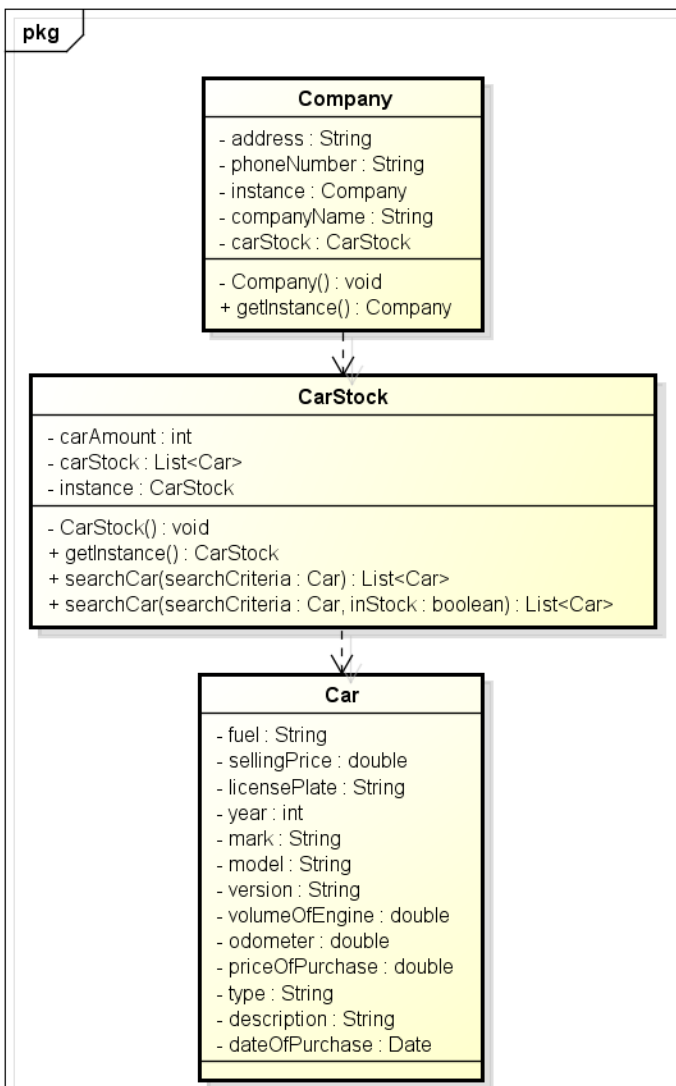 pkg
Company
- address : String
- phoneNumber : String
- instance : Company
- companyName : String
- carStock : CarStock
- Company() : void
+ getInstance() : Company
CarStock
- carAmount : int
- carStock : List<Car>
- instance : CarStock
- CarStock() : void
+ getInstance() : CarStock
+ searchCar(searchCriteria : Car) : List<Car>
+ searchCar(searchCriteria : Car, inStock : boolean) : List<Car>
Car
- fuel : String
- sellingPrice : double
- licensePlate : String
- year : int
- mark : String
- model : String
- version : String
- volumeOfEngine : double
- odometer : double
- priceOfPurchase : double
- type : String
- description : String
- dateOfPurchase : Date